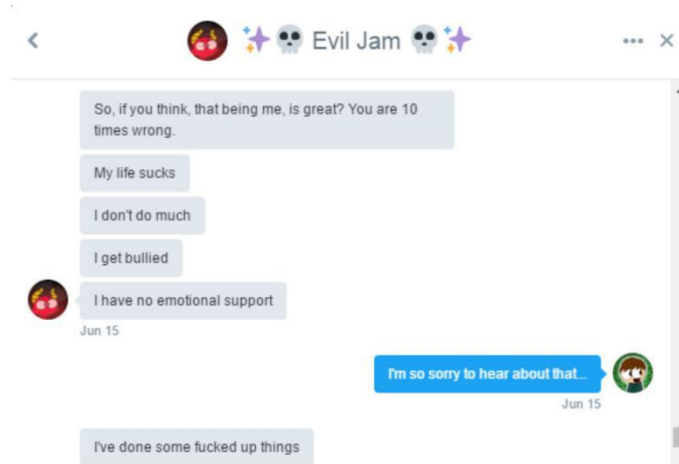 ✨💀 Evil Jam 💀✨
So, if you think, that being me, is great? You are 10
times wrong.
My life sucks
I don't do much
I get bullied
I have no emotional support
Jun 15
I'm so sorry to hear about that...
Jun 15
I've done some fucked up things